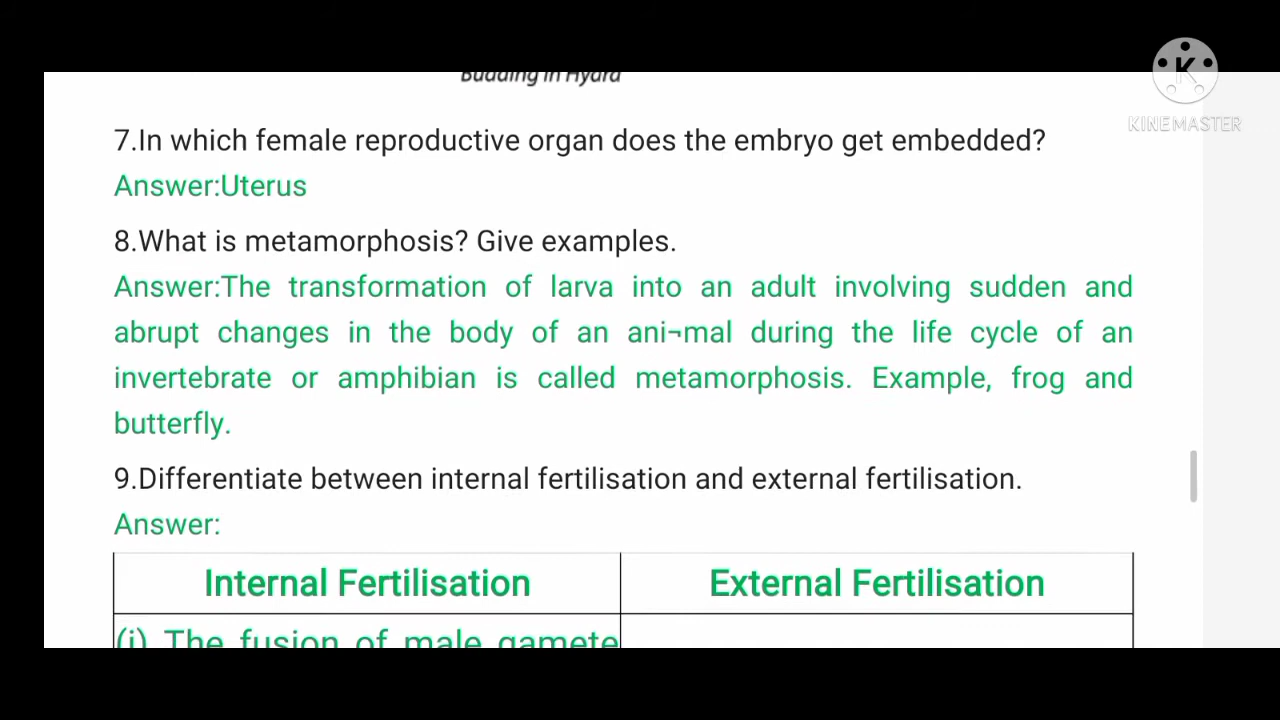 Budding in Hydra
K
KINEMASTER
7.In which female reproductive organ does the embryo get embedded?
Answer:Uterus
8.What is metamorphosis? Give examples.
Answer:The transformation of larva into an adult involving sudden and
abrupt changes in the body of an ani¬mal during the life cycle of an
invertebrate or amphibian is called metamorphosis. Example, frog and
butterfly.
9.Differentiate between internal fertilisation and external fertilisation.
Answer:
Internal Fertilisation
External Fertilisation
(i) The fusion of male gamete